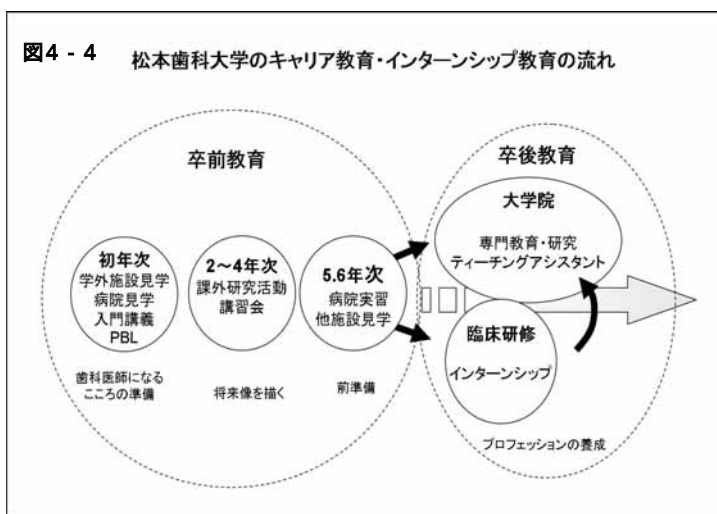 図4-4
松本歯科大学のキャリア教育・インターンシップ教育の流れ
卒前教育
初年次
学外施設見学
病院見学
入門講義
PBL
歯科医師になる
こころの準備
2～4年次
課外研究活動
講習会
将来像を描く
5.6年次
病院実習
他施設見学
前準備
卒後教育
大学院
専門教育・研究
ティーチングアシスタント
臨床研修
インターンシップ
プロフェッションの養成